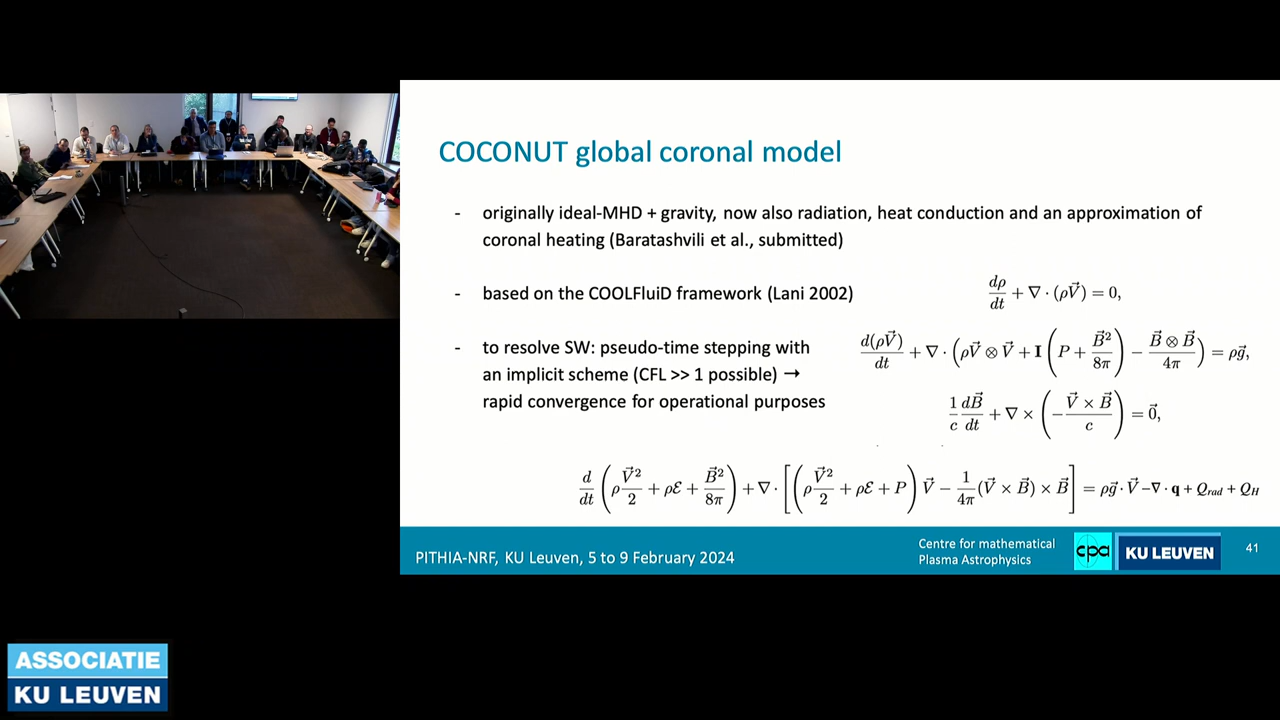 COCONUT global coronal model
- originally ideal-MHD + gravity, now also radiation, heat conduction and an approximation of
coronal heating (Baratashvili et al., submitted)
- based on the COOLFluiD framework (Lani 2002)
dρ/dt + ∇ · (ρV⃗) = 0,
- to resolve SW: pseudo-time stepping with
an implicit scheme (CFL >> 1 possible) →
rapid convergence for operational purposes
d(ρV⃗)/dt + ∇ · (ρV⃗ ⊗ V⃗ + I (P + B⃗²/8π) − B⃗ ⊗ B⃗/4π) = ρg⃗,
1/c dB⃗/dt + ∇ × (− V⃗ × B⃗/c) = 0⃗,
d/dt (ρ V⃗²/2 + ρℰ + B⃗²/8π) + ∇ · [(ρ V⃗²/2 + ρℰ + P) V⃗ − 1/4π (V⃗ × B⃗) × B⃗] = ρg⃗ · V⃗ −∇ · q + Q_rad + Q_H
PITHIA-NRF, KU Leuven, 5 to 9 February 2024
Centre for mathematical
Plasma Astrophysics
cpa
KU LEUVEN
41
ASSOCIATIE
KU LEUVEN